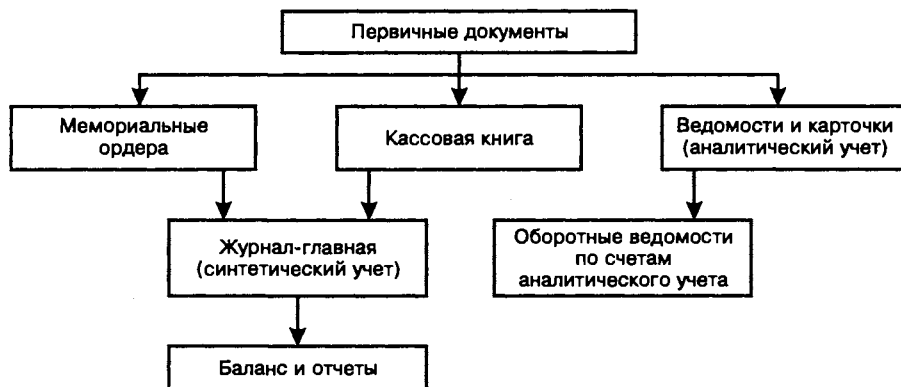 Первичные документы
Мемориальные
ордера
Кассовая книга
Ведомости и карточки
(аналитический учет)
Журнал-главная
(синтетический учет)
Оборотные ведомости
по счетам
аналитического учета
Баланс и отчеты